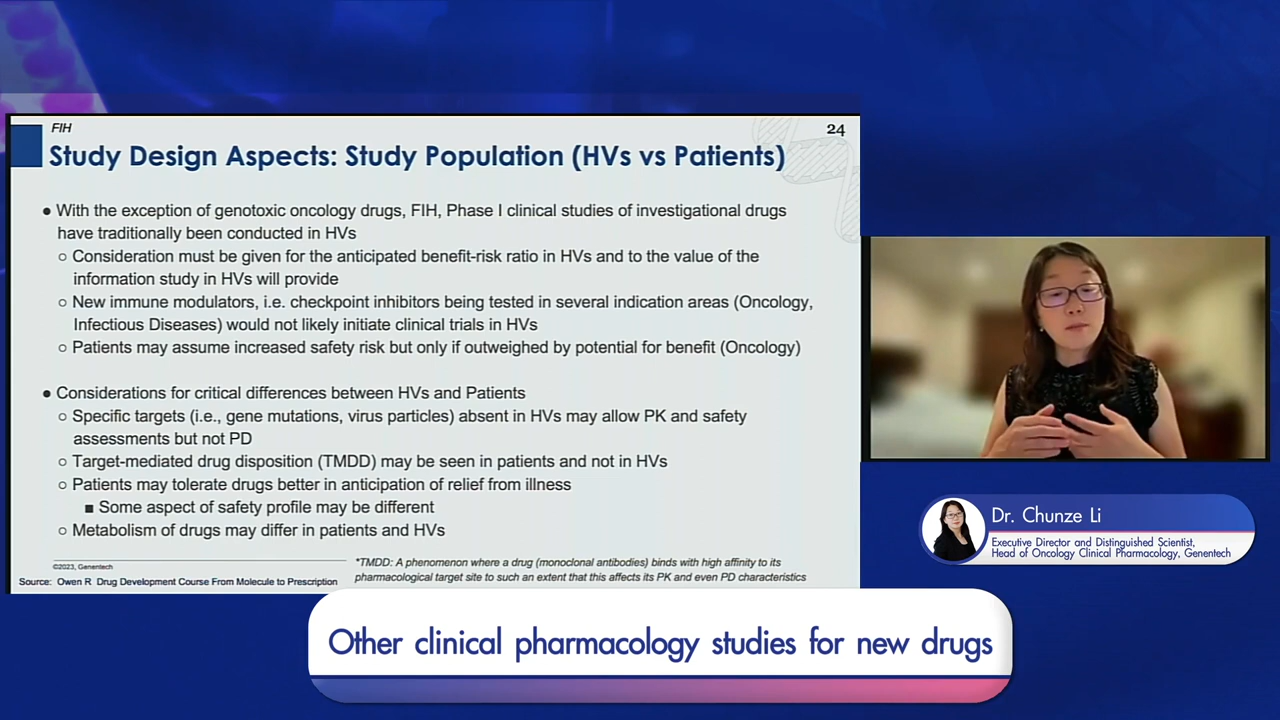 FIH
24
Study Design Aspects: Study Population (HVs vs Patients)
● With the exception of genotoxic oncology drugs, FIH, Phase I clinical studies of investigational drugs
have traditionally been conducted in HVs
○ Consideration must be given for the anticipated benefit-risk ratio in HVs and to the value of the
information study in HVs will provide
○ New immune modulators, i.e. checkpoint inhibitors being tested in several indication areas (Oncology,
Infectious Diseases) would not likely initiate clinical trials in HVs
○ Patients may assume increased safety risk but only if outweighed by potential for benefit (Oncology)
● Considerations for critical differences between HVs and Patients
○ Specific targets (i.e., gene mutations, virus particles) absent in HVs may allow PK and safety
assessments but not PD
○ Target-mediated drug disposition (TMDD) may be seen in patients and not in HVs
○ Patients may tolerate drugs better in anticipation of relief from illness
■ Some aspect of safety profile may be different
○ Metabolism of drugs may differ in patients and HVs
©2023, Genentech
Source: Owen R Drug Development Course From Molecule to Prescription
*TMDD: A phenomenon where a drug (monoclonal antibodies) binds with high affinity to its
pharmacological target site to such an extent that this affects its PK and even PD characteristics
Dr. Chunze Li
Executive Director and Distinguished Scientist,
Head of Oncology Clinical Pharmacology, Genentech
Other clinical pharmacology studies for new drugs